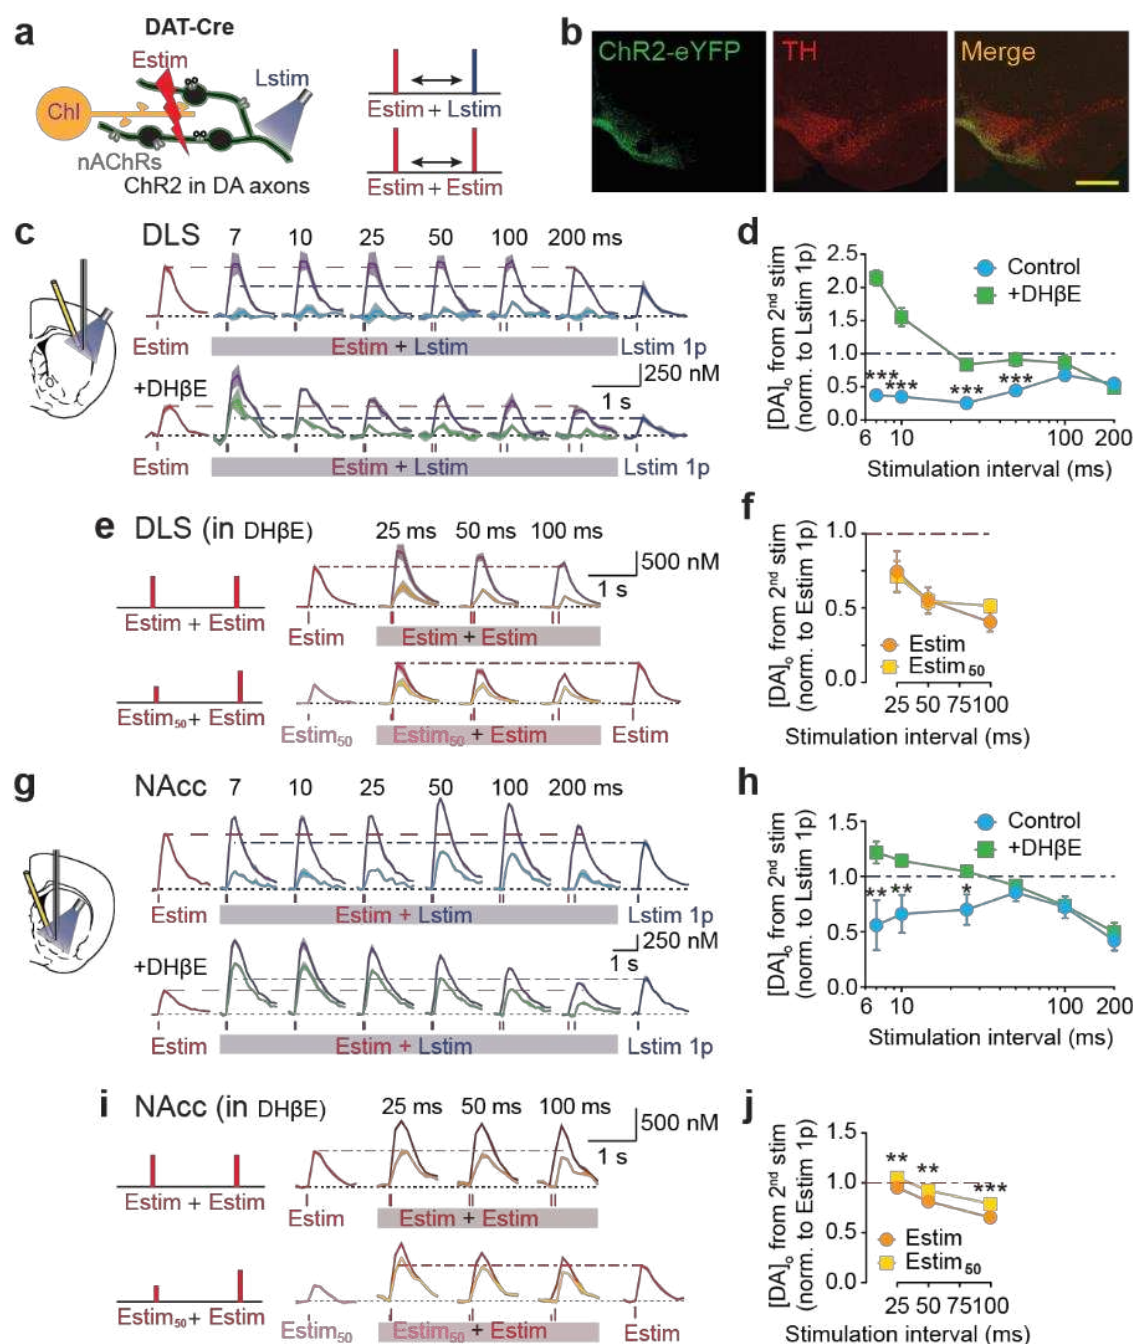 a
DAT-Cre
Estim
Lstim
ChI
nAChRs
ChR2 in DA axons
Estim + Lstim
Estim + Estim
b
ChR2-eYFP
TH
Merge
c
DLS
7 10 25 50 100 200 ms
Estim
Estim + Lstim
Lstim 1p
+DHβE
250 nM
1 s
Estim
Estim + Lstim
Lstim 1p
d
[DA]o from 2nd stim
(norm. to Lstim 1p)
2.5
2.0
1.5
1.0
0.5
0.0
Control
+DHβE
*** *** *** ***
6 10 100 200
Stimulation interval (ms)
e
DLS (in DHβE)
25 ms 50 ms 100 ms
500 nM
1 s
Estim + Estim
Estim
Estim + Estim
Estim50+ Estim
Estim50
Estim50 + Estim
Estim
f
[DA]o from 2nd stim
(norm. to Estim 1p)
1.0
0.5
0.0
Estim
Estim50
25 50 75100
Stimulation interval (ms)
g
NAcc
7 10 25 50 100 200 ms
Estim
Estim + Lstim
Lstim 1p
+DHβE
250 nM
1 s
Estim
Estim + Lstim
Lstim 1p
h
[DA]o from 2nd stim
(norm. to Lstim 1p)
1.5
1.0
0.5
0.0
Control
+DHβE
** ** *
6 10 100 200
Stimulation interval (ms)
i
NAcc (in DHβE)
25 ms 50 ms 100 ms
500 nM
1 s
Estim + Estim
Estim
Estim + Estim
Estim50+ Estim
Estim50
Estim50 + Estim
Estim
j
[DA]o from 2nd stim
(norm. to Estim 1p)
1.5
1.0
0.5
0.0
** ** ***
Estim
Estim50
25 50 75100
Stimulation interval (ms)